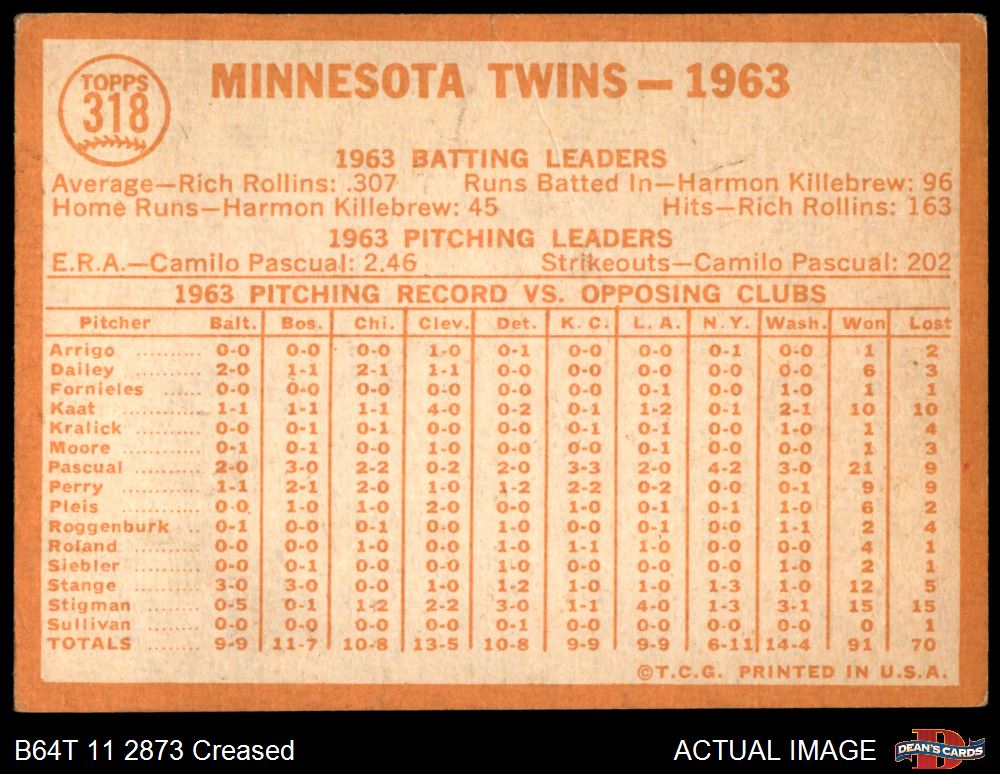 TOPPS
318
MINNESOTA TWINS—1963
1963 BATTING LEADERS
Average—Rich Rollins: .307 Runs Batted In—Harmon Killebrew: 96
Home Runs—Harmon Killebrew: 45 Hits—Rich Rollins: 163
1963 PITCHING LEADERS
E.R.A.—Camilo Pascual: 2.46 Strikeouts—Camilo Pascual: 202
1963 PITCHING RECORD VS. OPPOSING CLUBS
Pitcher Balt. Bos. Chi. Clev. Det. K.C. L.A. N.Y. Wash. Won Lost
Arrigo .......... 0-0 0-0 0-0 1-0 0-1 0-0 0-0 0-1 0-0 1 2
Dailey .......... 2-0 1-1 2-1 1-1 0-0 0-0 0-0 0-0 0-0 6 3
Fornieles ...... 0-0 0-0 0-0 0-0 0-0 0-0 0-1 0-0 1-0 1 1
Kaat .......... 1-1 1-1 1-1 4-0 0-2 0-1 1-2 0-1 2-1 10 10
Kralick .......... 0-0 0-1 0-1 0-0 0-0 0-1 0-1 0-0 1-0 1 4
Moore .......... 0-1 0-1 0-0 0-0 1-0 0-0 0-1 0-0 0-0 1 3
Pascual .......... 2-0 3-0 2-2 0-2 2-0 3-3 2-0 4-2 3-0 21 9
Perry .......... 1-1 2-1 2-0 1-0 1-2 2-2 0-2 0-0 0-1 9 9
Pleis .......... 0-0 1-0 1-0 2-0 0-0 1-0 0-1 0-1 1-0 6 2
Roggenburk .. 0-1 0-0 0-1 0-0 1-0 0-1 0-0 0-0 1-1 2 4
Roland .......... 0-0 0-0 1-0 0-0 1-0 1-1 1-0 0-0 0-0 4 1
Siebler .......... 0-0 0-1 0-0 0-0 1-0 0-0 0-0 0-0 1-0 2 1
Stange .......... 3-0 3-0 0-0 1-0 1-2 1-0 1-0 1-3 1-0 12 5
Stigman .......... 0-5 0-1 1-2 2-2 3-0 1-1 4-0 1-3 3-1 15 15
Sullivan .......... 0-0 0-0 0-0 0-0 0-1 0-0 0-0 0-0 0-0 0 1
TOTALS 9-9 11-7 10-8 13-5 10-8 9-9 9-9 6-11 14-4 91 70
©T.C.G. PRINTED IN U.S.A.
B64T 11 2873 Creased ACTUAL IMAGE
D
DEAN'S CARDS